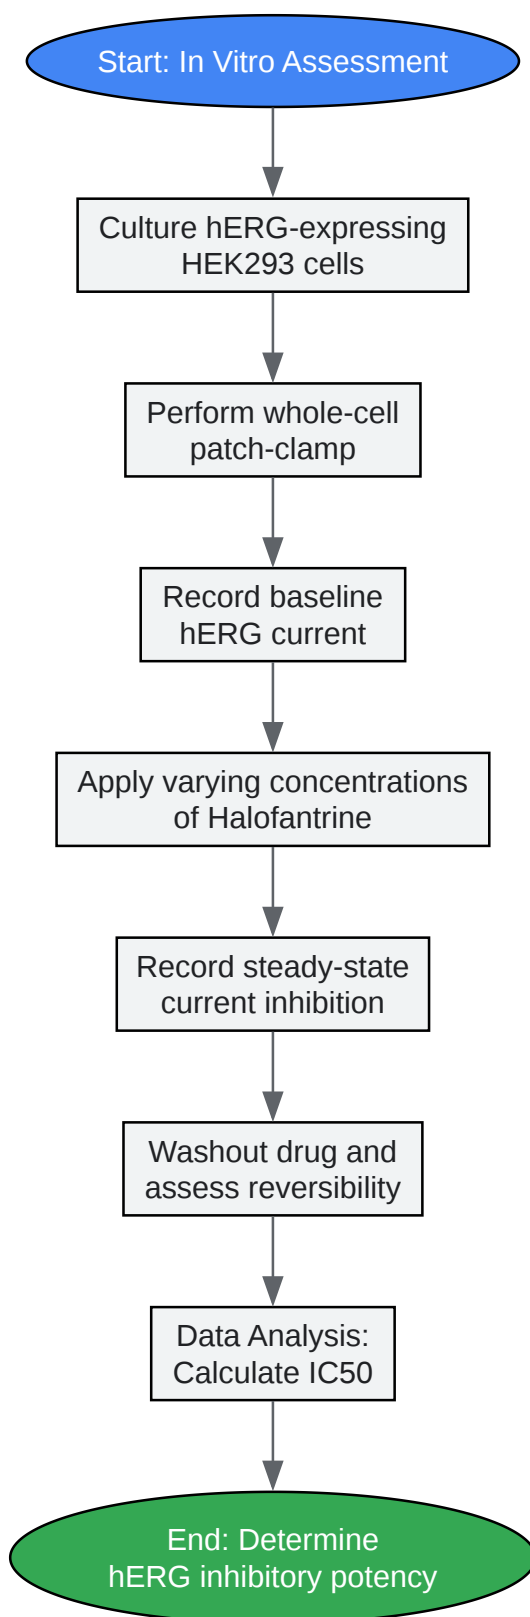 Start: In Vitro Assessment
Culture hERG-expressing
HEK293 cells
Perform whole-cell
patch-clamp
Record baseline
hERG current
Apply varying concentrations
of Halofantrine
Record steady-state
current inhibition
Washout drug and
assess reversibility
Data Analysis:
Calculate IC50
End: Determine
hERG inhibitory potency